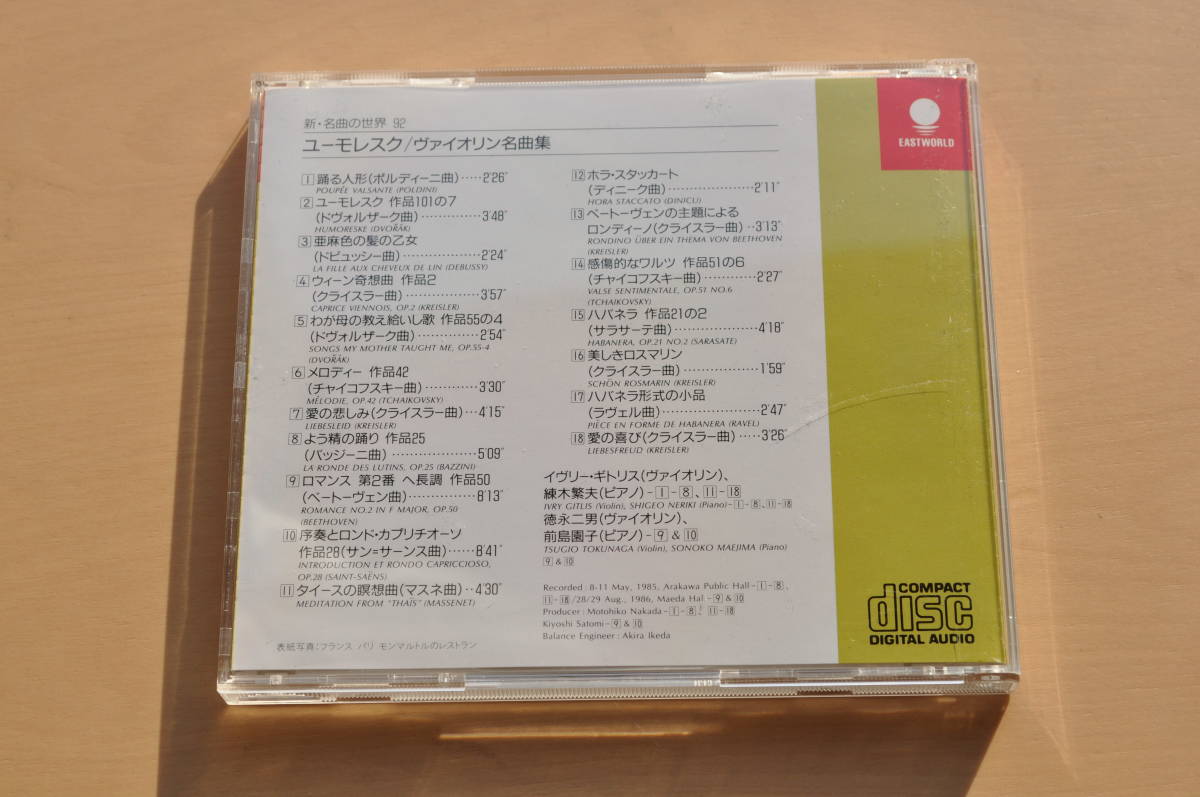 新・名曲の世界 92
ユーモレスク/ヴァイオリン名曲集
1 踊る人形(ポルディーニ曲)‥‥‥2'26"
POUPÉE VALSANTE (POLDINI)
2 ユーモレスク 作品101の7
(ドヴォルザーク曲)‥‥‥3'48"
HUMORESKE (DVOŘÁK)
3 亜麻色の髪の乙女
(ドビュッシー曲)‥‥‥2'24"
LA FILLE AUX CHEVEUX DE LIN (DEBUSSY)
4 ウィーン奇想曲 作品2
(クライスラー曲)‥‥‥3'57"
CAPRICE VIENNOIS, OP.2 (KREISLER)
5 わが母の教え給いし歌 作品55の4
(ドヴォルザーク曲)‥‥‥2'54"
SONGS MY MOTHER TAUGHT ME, OP.55-4
(DVOŘÁK)
6 メロディー 作品42
(チャイコフスキー曲)‥‥‥3'30"
MÉLODIE, OP.42 (TCHAIKOVSKY)
7 愛の悲しみ(クライスラー曲)‥‥4'15"
LIEBESLEID (KREISLER)
8 よう精の踊り 作品25
(バッジーニ曲)‥‥‥5'09"
LA RONDE DES LUTINS, OP.25 (BAZZINI)
9 ロマンス 第2番 ヘ長調 作品50
(ベートーヴェン曲)‥‥‥8'13"
ROMANCE NO.2 IN F MAJOR, OP.50
(BEETHOVEN)
10 序奏とロンド・カプリチオーソ
作品28(サン=サーンス曲)‥‥‥8'41"
INTRODUCTION ET RONDO CAPRICCIOSO,
OP.28 (SAINT-SAËNS)
11 タイースの瞑想曲(マスネ曲)‥‥4'30"
MEDITATION FROM "THAÏS" (MASSENET)
表紙写真:フランス パリ モンマルトルのレストラン
12 ホラ・スタッカート
(ディニーク曲)‥‥‥2'11"
HORA STACCATO (DINICU)
13 ベートーヴェンの主題による
ロンディーノ(クライスラー曲)‥‥3'13"
RONDINO ÜBER EIN THEMA VON BEETHOVEN
(KREISLER)
14 感傷的なワルツ 作品51の6
(チャイコフスキー曲)‥‥‥2'27"
VALSE SENTIMENTALE, OP.51 NO.6
(TCHAIKOVSKY)
15 ハバネラ 作品21の2
(サラサーテ曲)‥‥‥4'18"
HABANERA, OP.21 NO.2 (SARASATE)
16 美しきロスマリン
(クライスラー曲)‥‥‥1'59"
SCHÖN ROSMARIN (KREISLER)
17 ハバネラ形式の小品
(ラヴェル曲)‥‥‥2'47"
PIÈCE EN FORME DE HABANERA (RAVEL)
18 愛の喜び(クライスラー曲)‥‥‥3'26"
LIEBESFREUD (KREISLER)
イヴリー・ギトリス(ヴァイオリン)、
練木繁夫(ピアノ)-1-8、11-18
IVRY GITLIS (Violin), SHIGEO NERIKI (Piano)-1-8、11-18
徳永二男(ヴァイオリン)、
前島園子(ピアノ)-9&10
TSUGIO TOKUNAGA (Violin), SONOKO MAEJIMA (Piano)
9&10
Recorded : 8-11 May, 1985, Arakawa Public Hall-1-8,
11-18/28/29 Aug., 1986, Maeda Hal-9&10
Producer : Motohiko Nakada-1-8、11-18
Kiyoshi Satomi-9&10
Balance Engineer : Akira Ikeda
EASTWORLD
COMPACT
disc
DIGITAL AUDIO